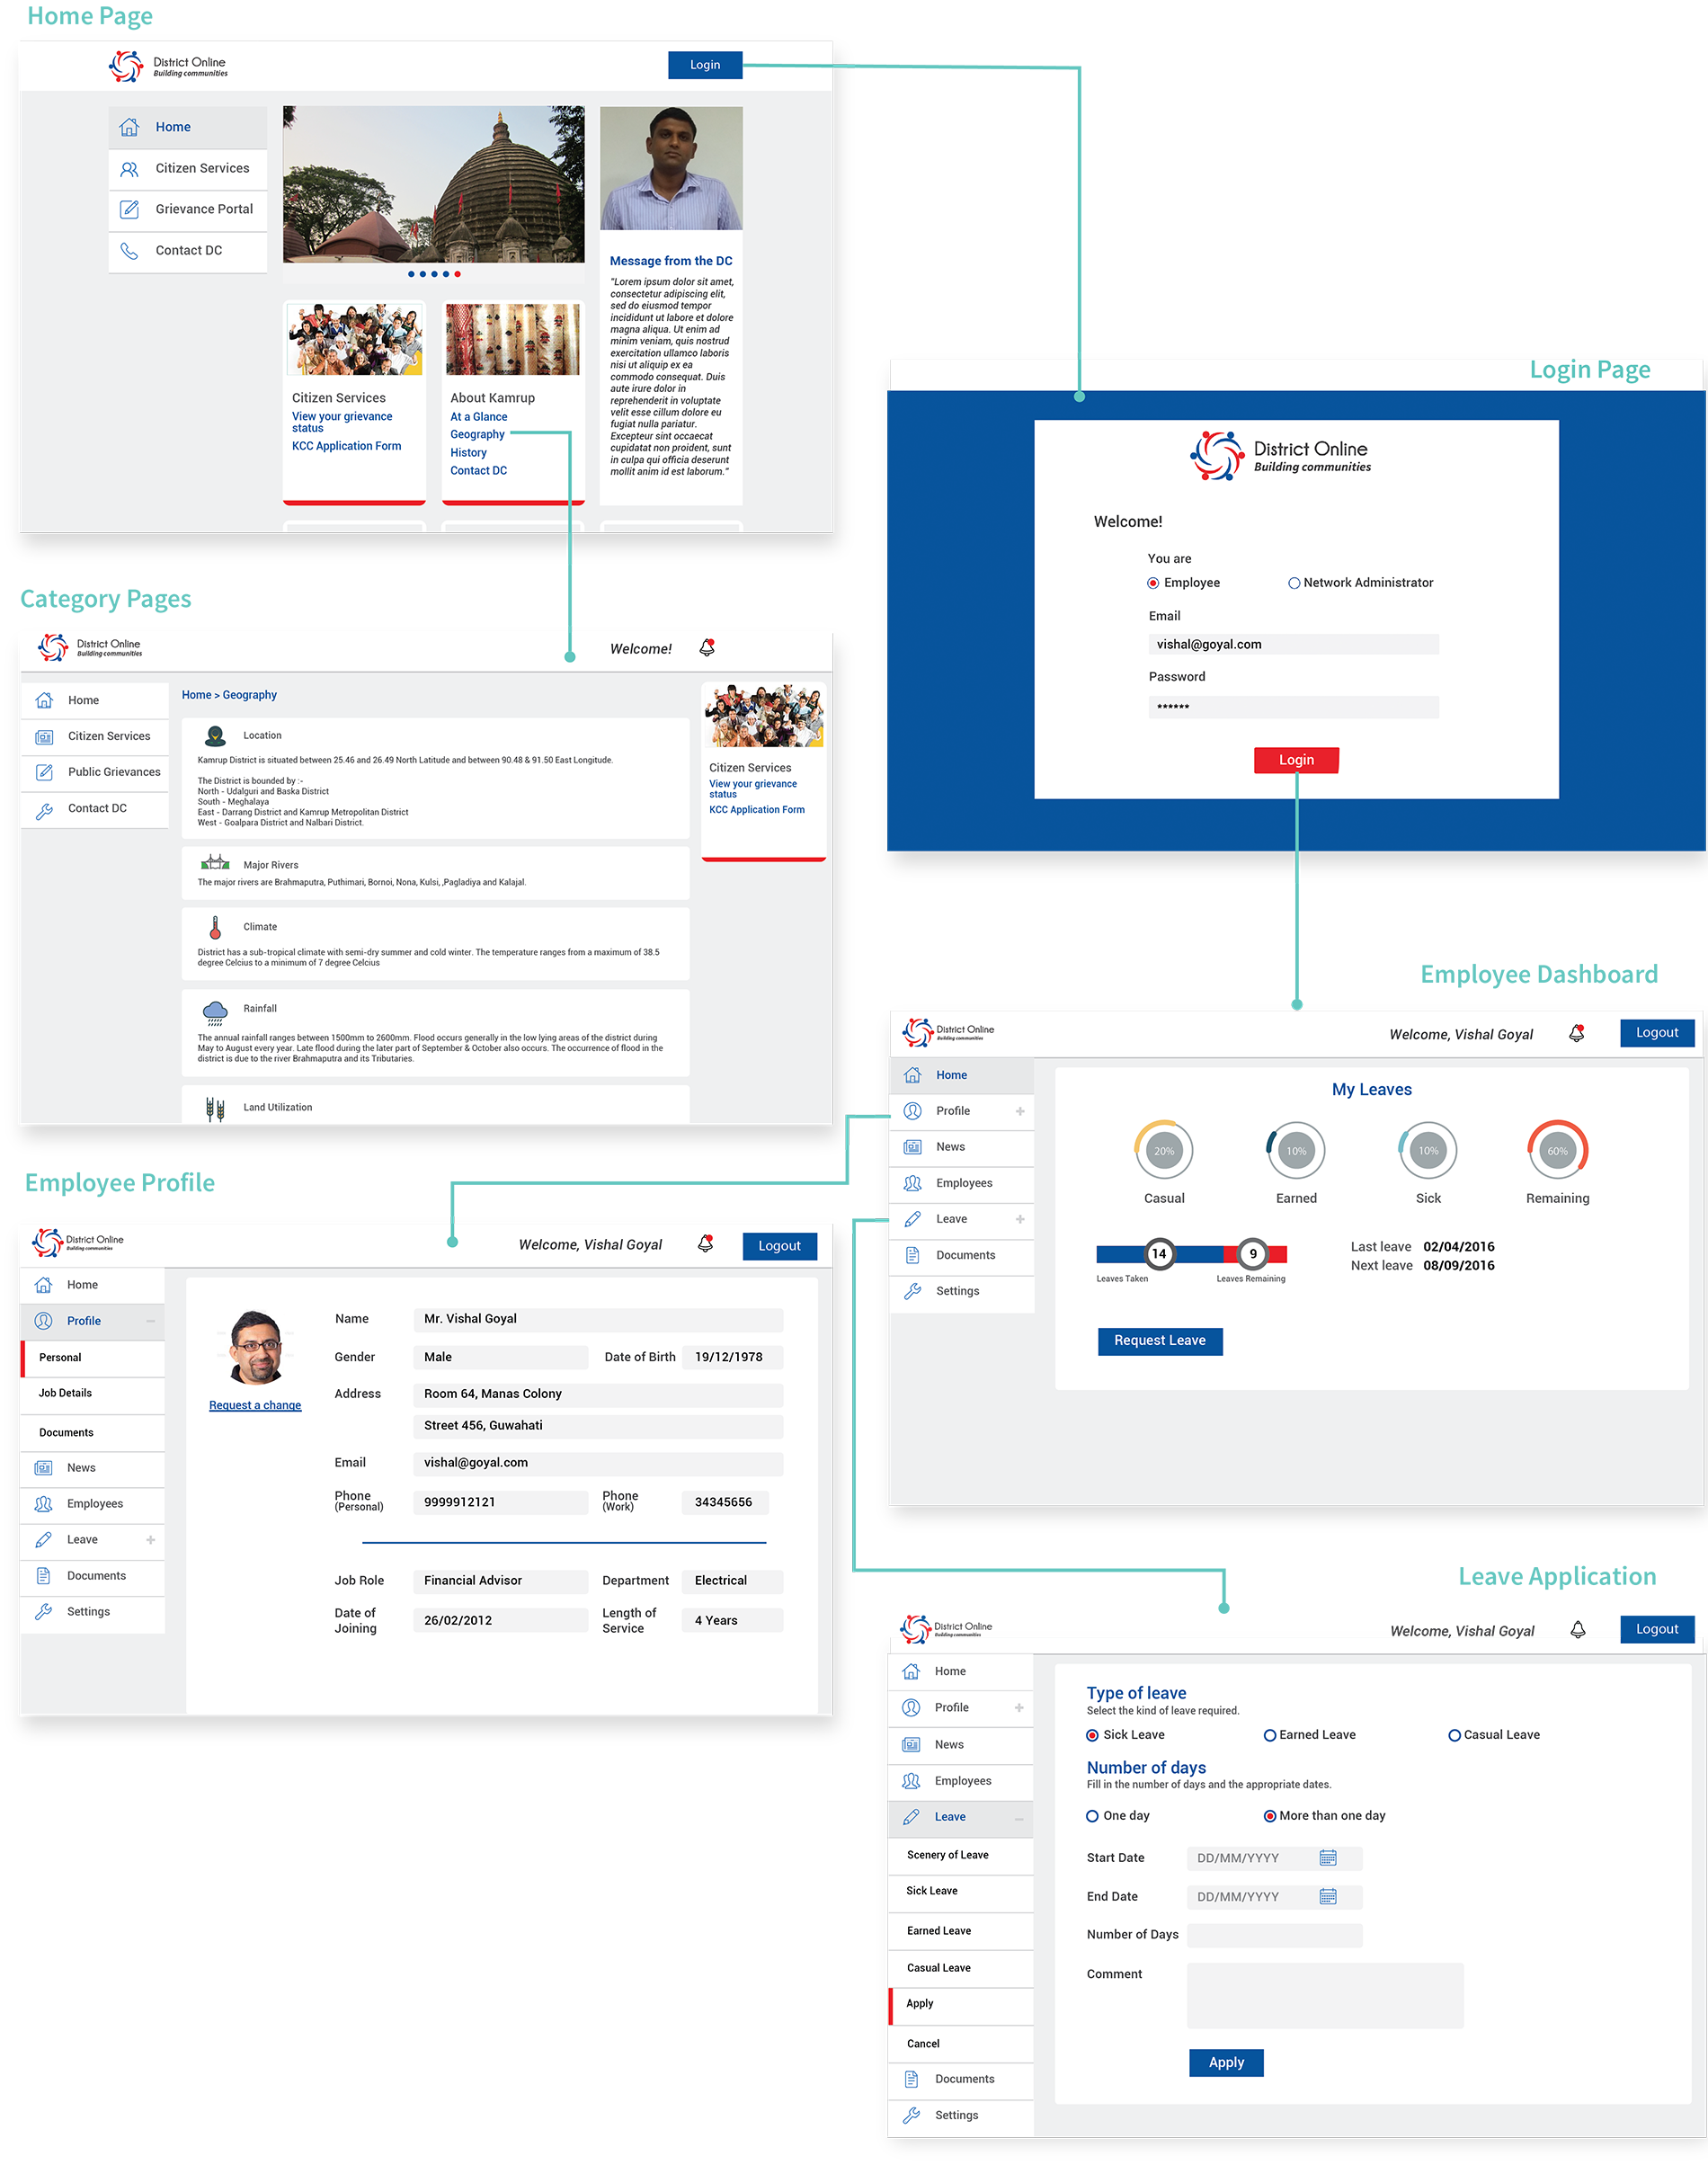 Home Page
District Online
Building communities
Login
Home
Citizen Services
Grievance Portal
Contact DC
Citizen Services
View your grievance
status
KCC Application Form
About Kamrup
At a Glance
Geography
History
Contact DC
Message from the DC
"Lorem ipsum dolor sit amet,
consectetur adipiscing elit,
sed do eiusmod tempor
incididunt ut labore et dolore
magna aliqua. Ut enim ad
minim veniam, quis nostrud
exercitation ullamco laboris
nisi ut aliquip ex ea
commodo consequat. Duis
aute irure dolor in
reprehenderit in voluptate
velit esse cillum dolore eu
fugiat nulla pariatur.
Excepteur sint occaecat
cupidatat non proident, sunt
in culpa qui officia deserunt
mollit anim id est laborum."
Login Page
District Online
Building communities
Welcome!
You are
Employee Network Administrator
Email
vishal@goyal.com
Password
******
Login
Category Pages
District Online
Building communities
Welcome!
Home
Citizen Services
Public Grievances
Contact DC
Home > Geography
Location
Kamrup District is situated between 25.46 and 26.49 North Latitude and between 90.48 & 91.50 East Longitude.
The District is bounded by :-
North - Udalguri and Baska District
South - Meghalaya
East - Darrang District and Kamrup Metropolitan District
West - Goalpara District and Nalbari District.
Major Rivers
The major rivers are Brahmaputra, Puthimari, Bornoi, Nona, Kulsi, ,Pagladiya and Kalajal.
Climate
District has a sub-tropical climate with semi-dry summer and cold winter. The temperature ranges from a maximum of 38.5
degree Celcius to a minimum of 7 degree Celcius
Rainfall
The annual rainfall ranges between 1500mm to 2600mm. Flood occurs generally in the low lying areas of the district during
May to August every year. Late flood during the later part of September & October also occurs. The occurrence of flood in the
district is due to the river Brahmaputra and its Tributaries.
Land Utilization
Citizen Services
View your grievance
status
KCC Application Form
Employee Dashboard
District Online
Building communities
Welcome, Vishal Goyal
Logout
Home
Profile +
News
Employees
Leave +
Documents
Settings
My Leaves
20% 10% 10% 60%
Casual Earned Sick Remaining
14 9
Leaves Taken Leaves Remaining
Last leave 02/04/2016
Next leave 08/09/2016
Request Leave
Employee Profile
District Online
Building communities
Welcome, Vishal Goyal
Logout
Home
Profile -
Personal
Job Details
Documents
News
Employees
Leave +
Documents
Settings
Request a change
Name Mr. Vishal Goyal
Gender Male Date of Birth 19/12/1978
Address Room 64, Manas Colony
Street 456, Guwahati
Email vishal@goyal.com
Phone
(Personal) 9999912121 Phone
(Work) 34345656
Job Role Financial Advisor Department Electrical
Date of
Joining 26/02/2012 Length of
Service 4 Years
Leave Application
District Online
Building communities
Welcome, Vishal Goyal
Logout
Home
Profile +
News
Employees
Leave -
Scenery of Leave
Sick Leave
Earned Leave
Casual Leave
Apply
Cancel
Documents
Settings
Type of leave
Select the kind of leave required.
Sick Leave Earned Leave Casual Leave
Number of days
Fill in the number of days and the appropriate dates.
One day More than one day
Start Date DD/MM/YYYY
End Date DD/MM/YYYY
Number of Days
Comment
Apply